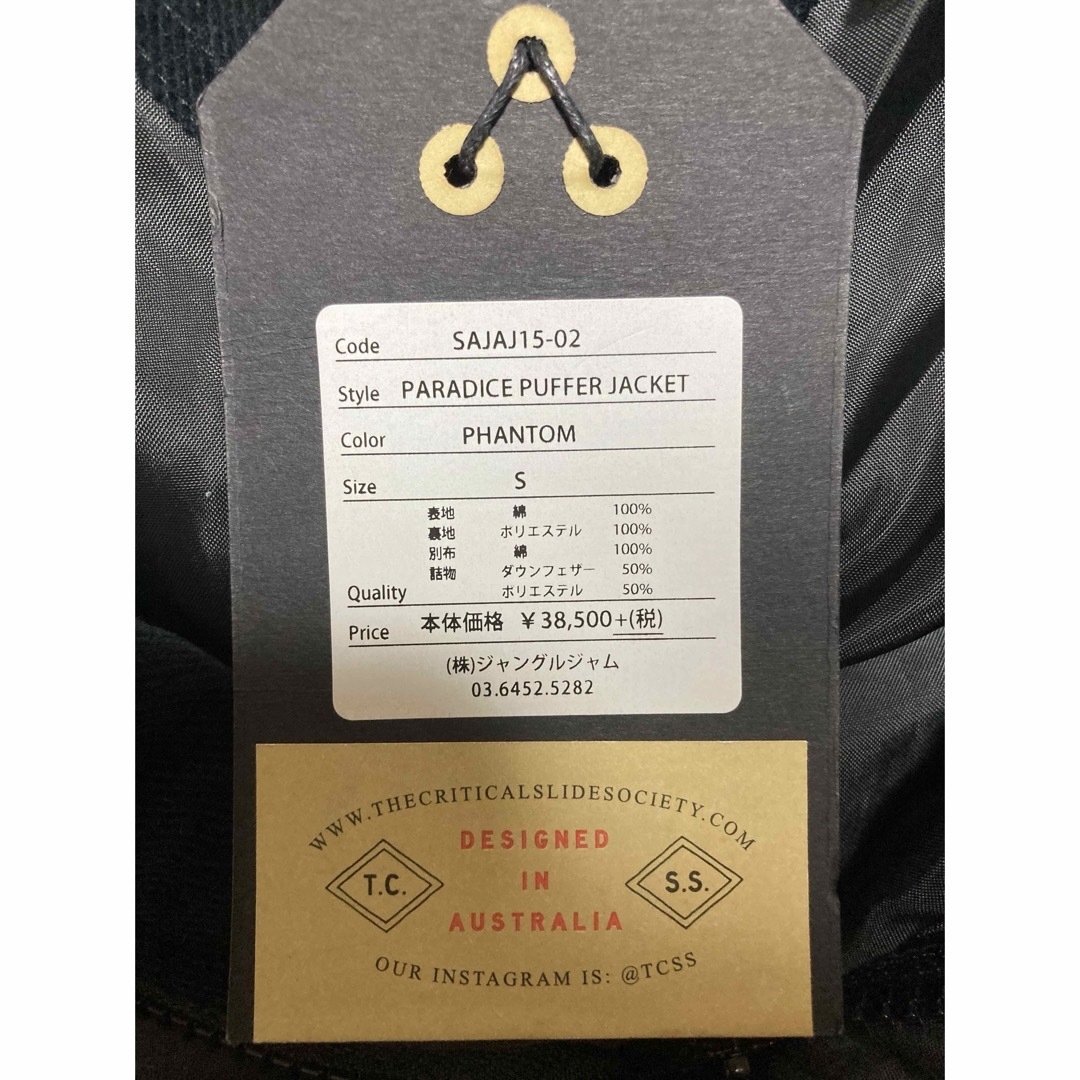 Code SAJAJ15-02
Style PARADICE PUFFER JACKET
Color PHANTOM
Size S
表地 綿 100%
裏地 ポリエステル 100%
別布 綿 100%
詰物 ダウンフェザー 50%
Quality ポリエステル 50%
Price 本体価格 ¥38,500+(税)
(株)ジャングルジャム
03.6452.5282
WWW.THECRITICALSLIDESOCIETY.COM
DESIGNED
T.C. IN S.S.
AUSTRALIA
OUR INSTAGRAM IS: @TCSS